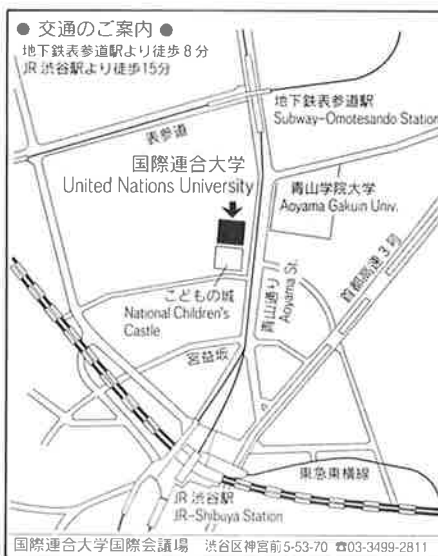 ● 交通のご案内 ●
地下鉄表参道駅より徒歩8分
JR 渋谷駅より徒歩15分
地下鉄表参道駅
Subway-Omotesando Station
表参道
国際連合大学
United Nations University
青山学院大学
Aoyama Gakuin Univ.
首都高速3号
青山通り
Aoyama St.
こどもの城
National Children's
Castle
宮益坂
東急東横線
JR 渋谷駅
JR-Shibuya Station
国際連合大学国際会議場 渋谷区神宮前5-53-70 ☎03-3499-2811